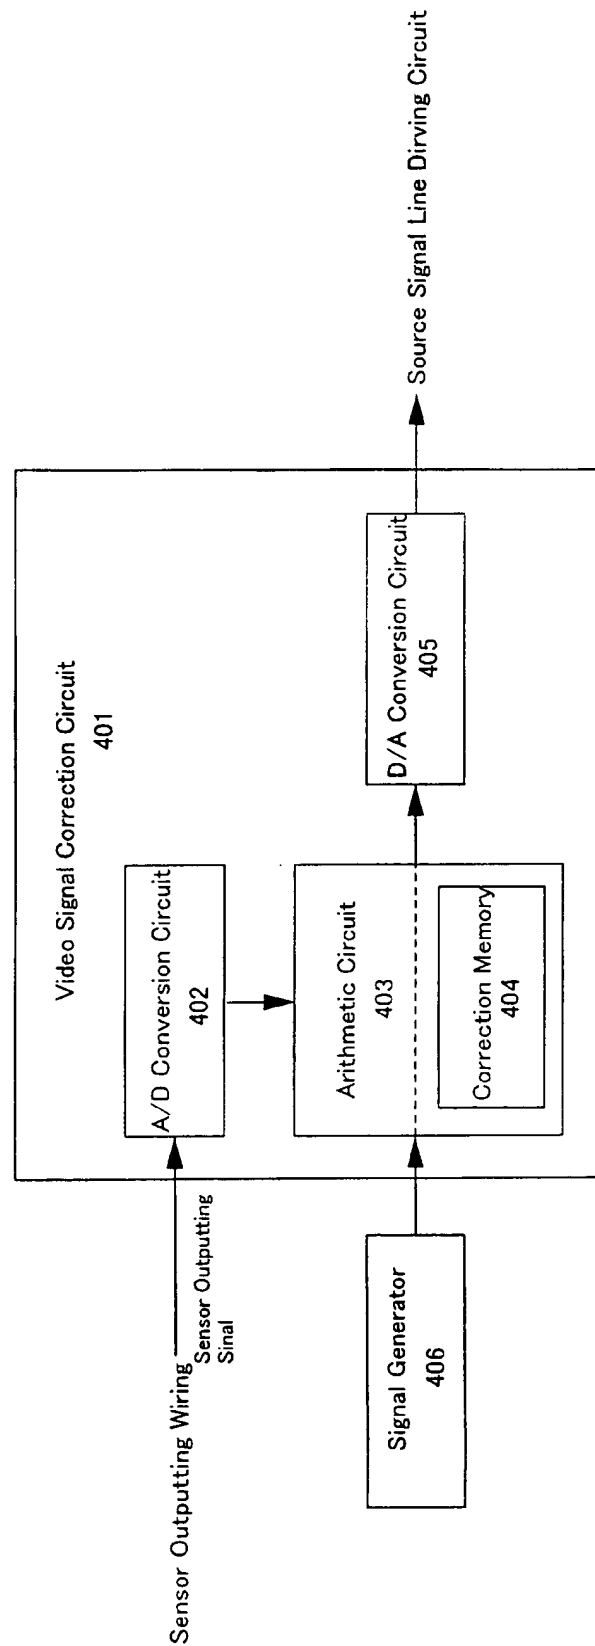 Video Signal Correction Circuit
401
Sensor Outputting Wiring
Sensor Outputting
Sinal
A/D Conversion Circuit
402
Arithmetic Circuit
403
Correction Memory
404
Signal Generator
406
D/A Conversion Circuit
405
Source Signal Line Dirving Circuit